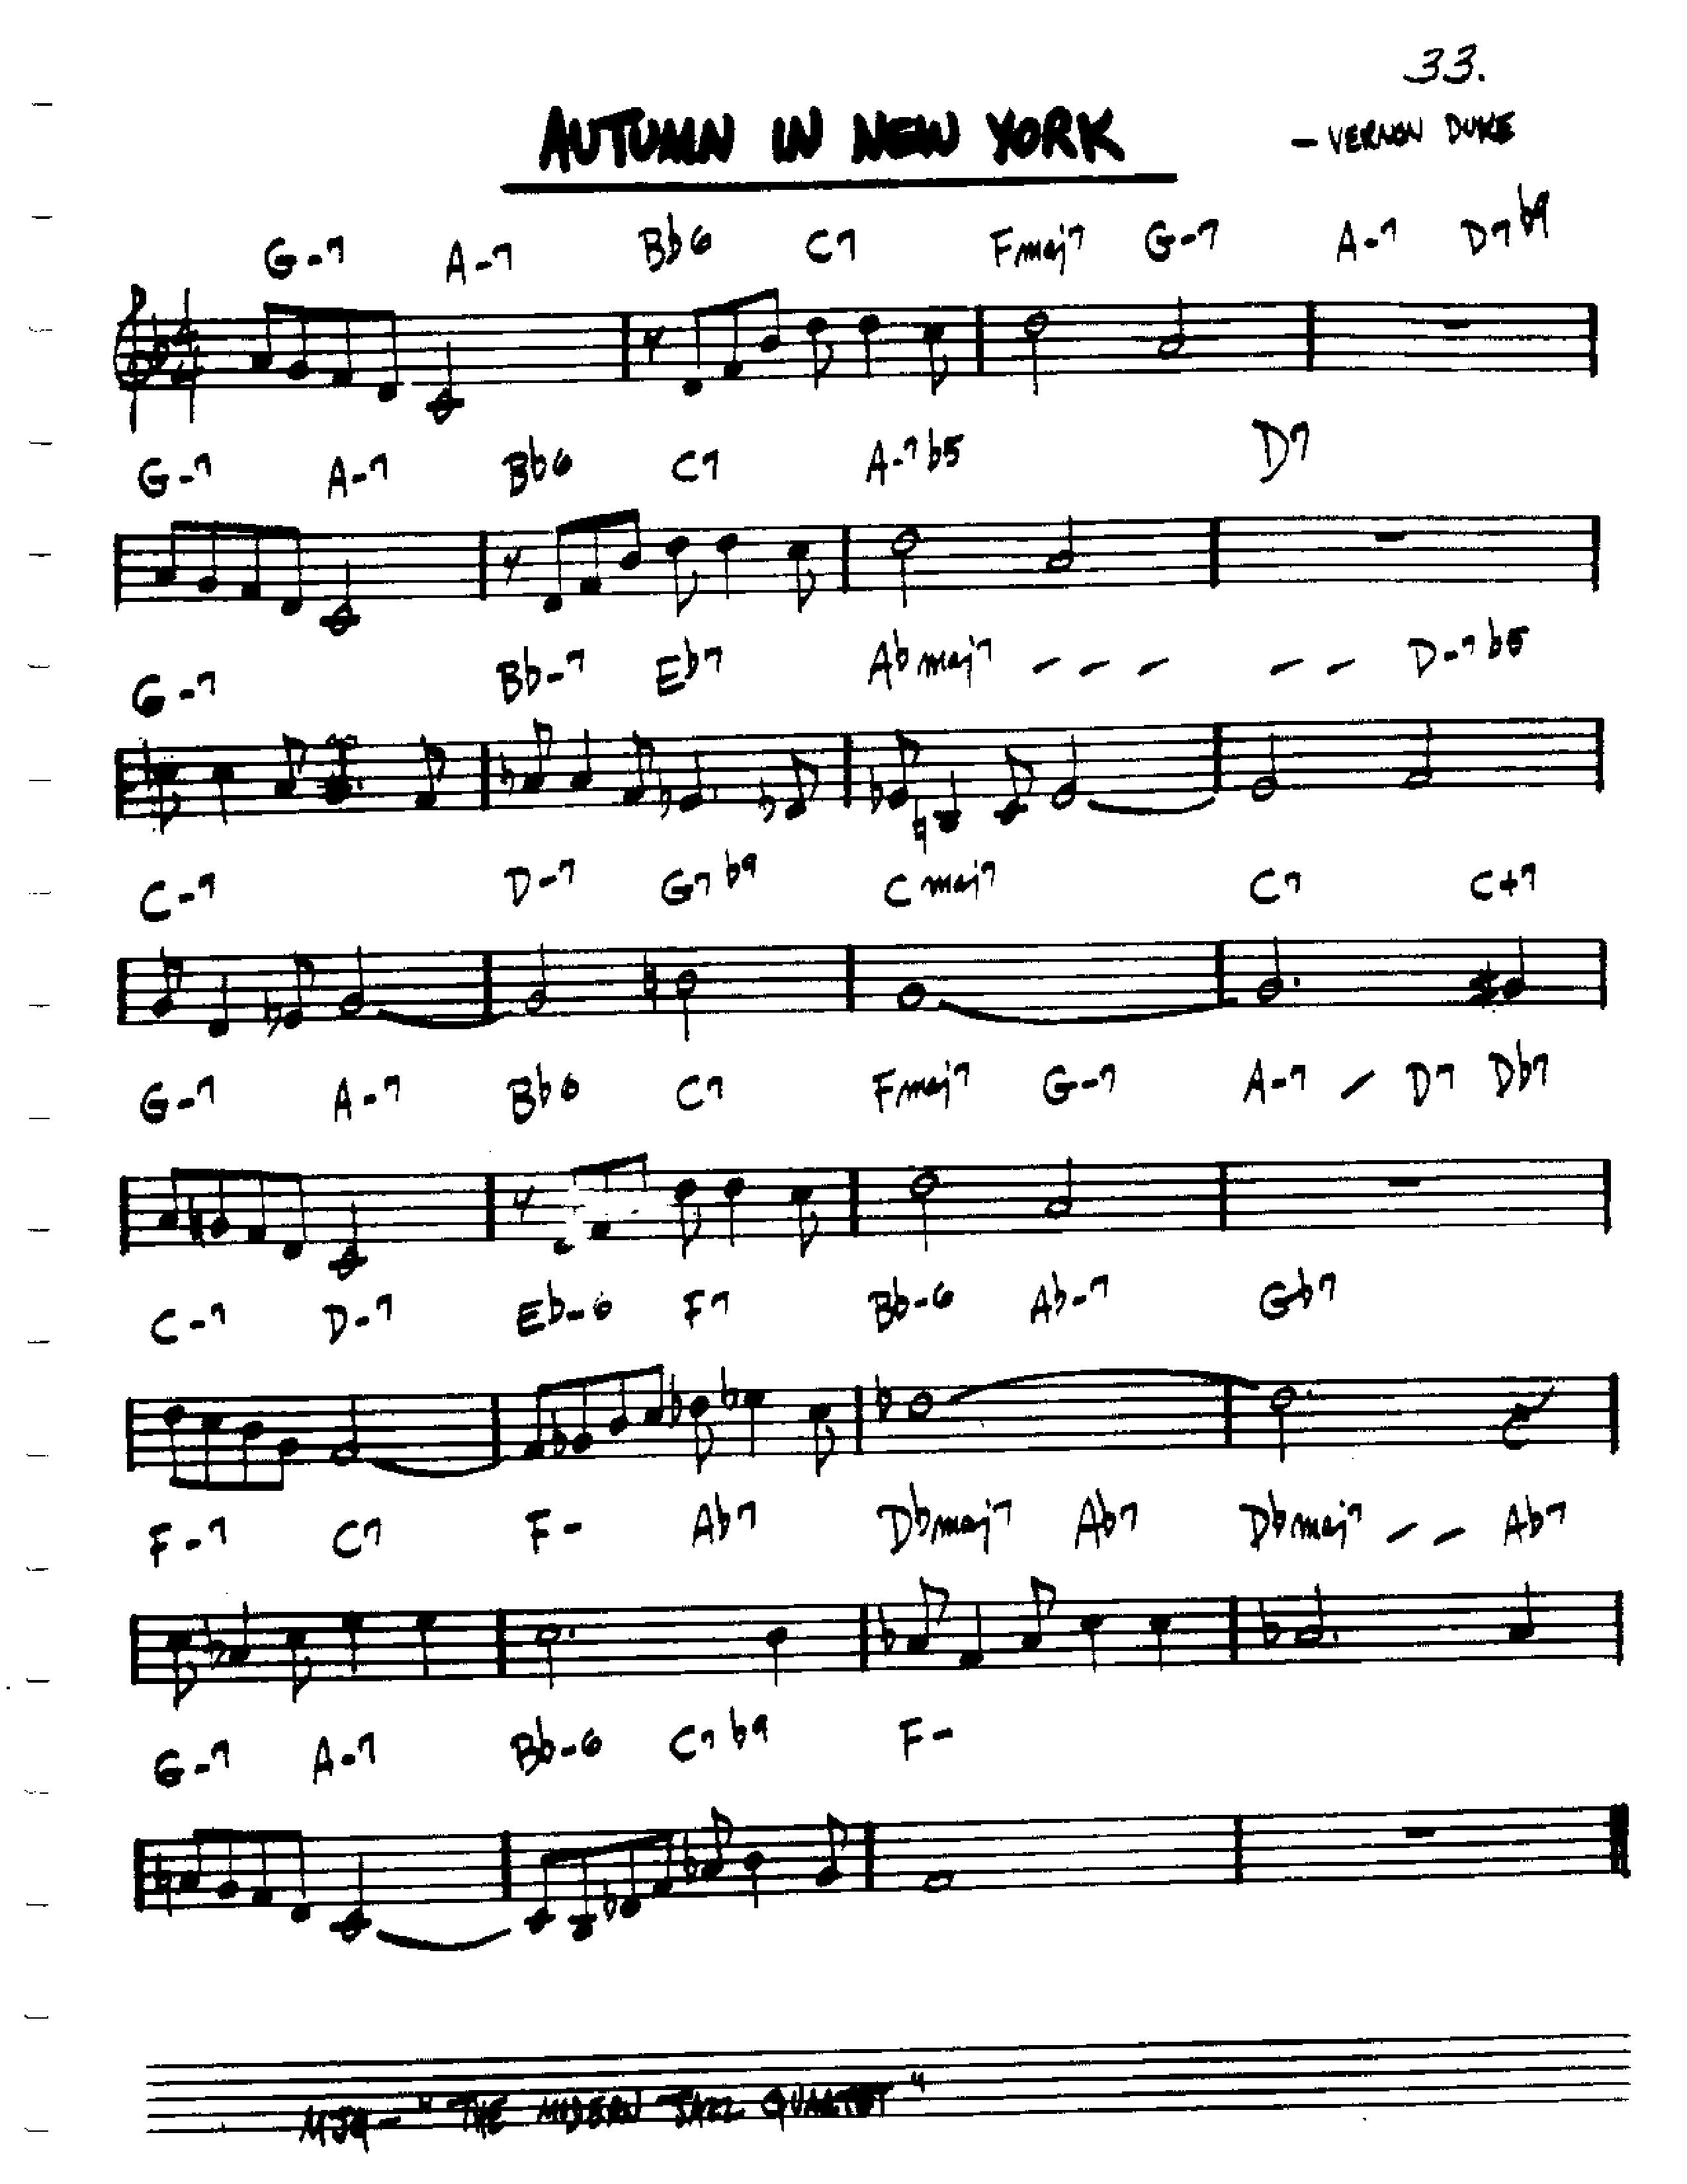 33.
AUTUMN IN NEW YORK
- VERNON DUKE
G-7 A-7 Bb6 C7 Fmaj7 G-7 A-7 D7b9
4
4
G-7 A-7 Bb6 C7 A-7b5 D7
G-7 Bb-7 Eb7 Abmaj7 - - - - - D-7b5
C-7 D-7 G7b9 Cmaj7 C7 C+7
G-7 A-7 Bb6 C7 Fmaj7 G-7 A-7 - D7 Db7
C-7 D-7 Eb-6 F7 Bb-6 Ab-7 Gb7
F-7 C7 F- Ab7 Dbmaj7 Ab7 Dbmaj7 - - Ab7
G-7 A-7 Bb-6 C7b9 F-
MJQ - "THE MODERN JAZZ QUARTET"